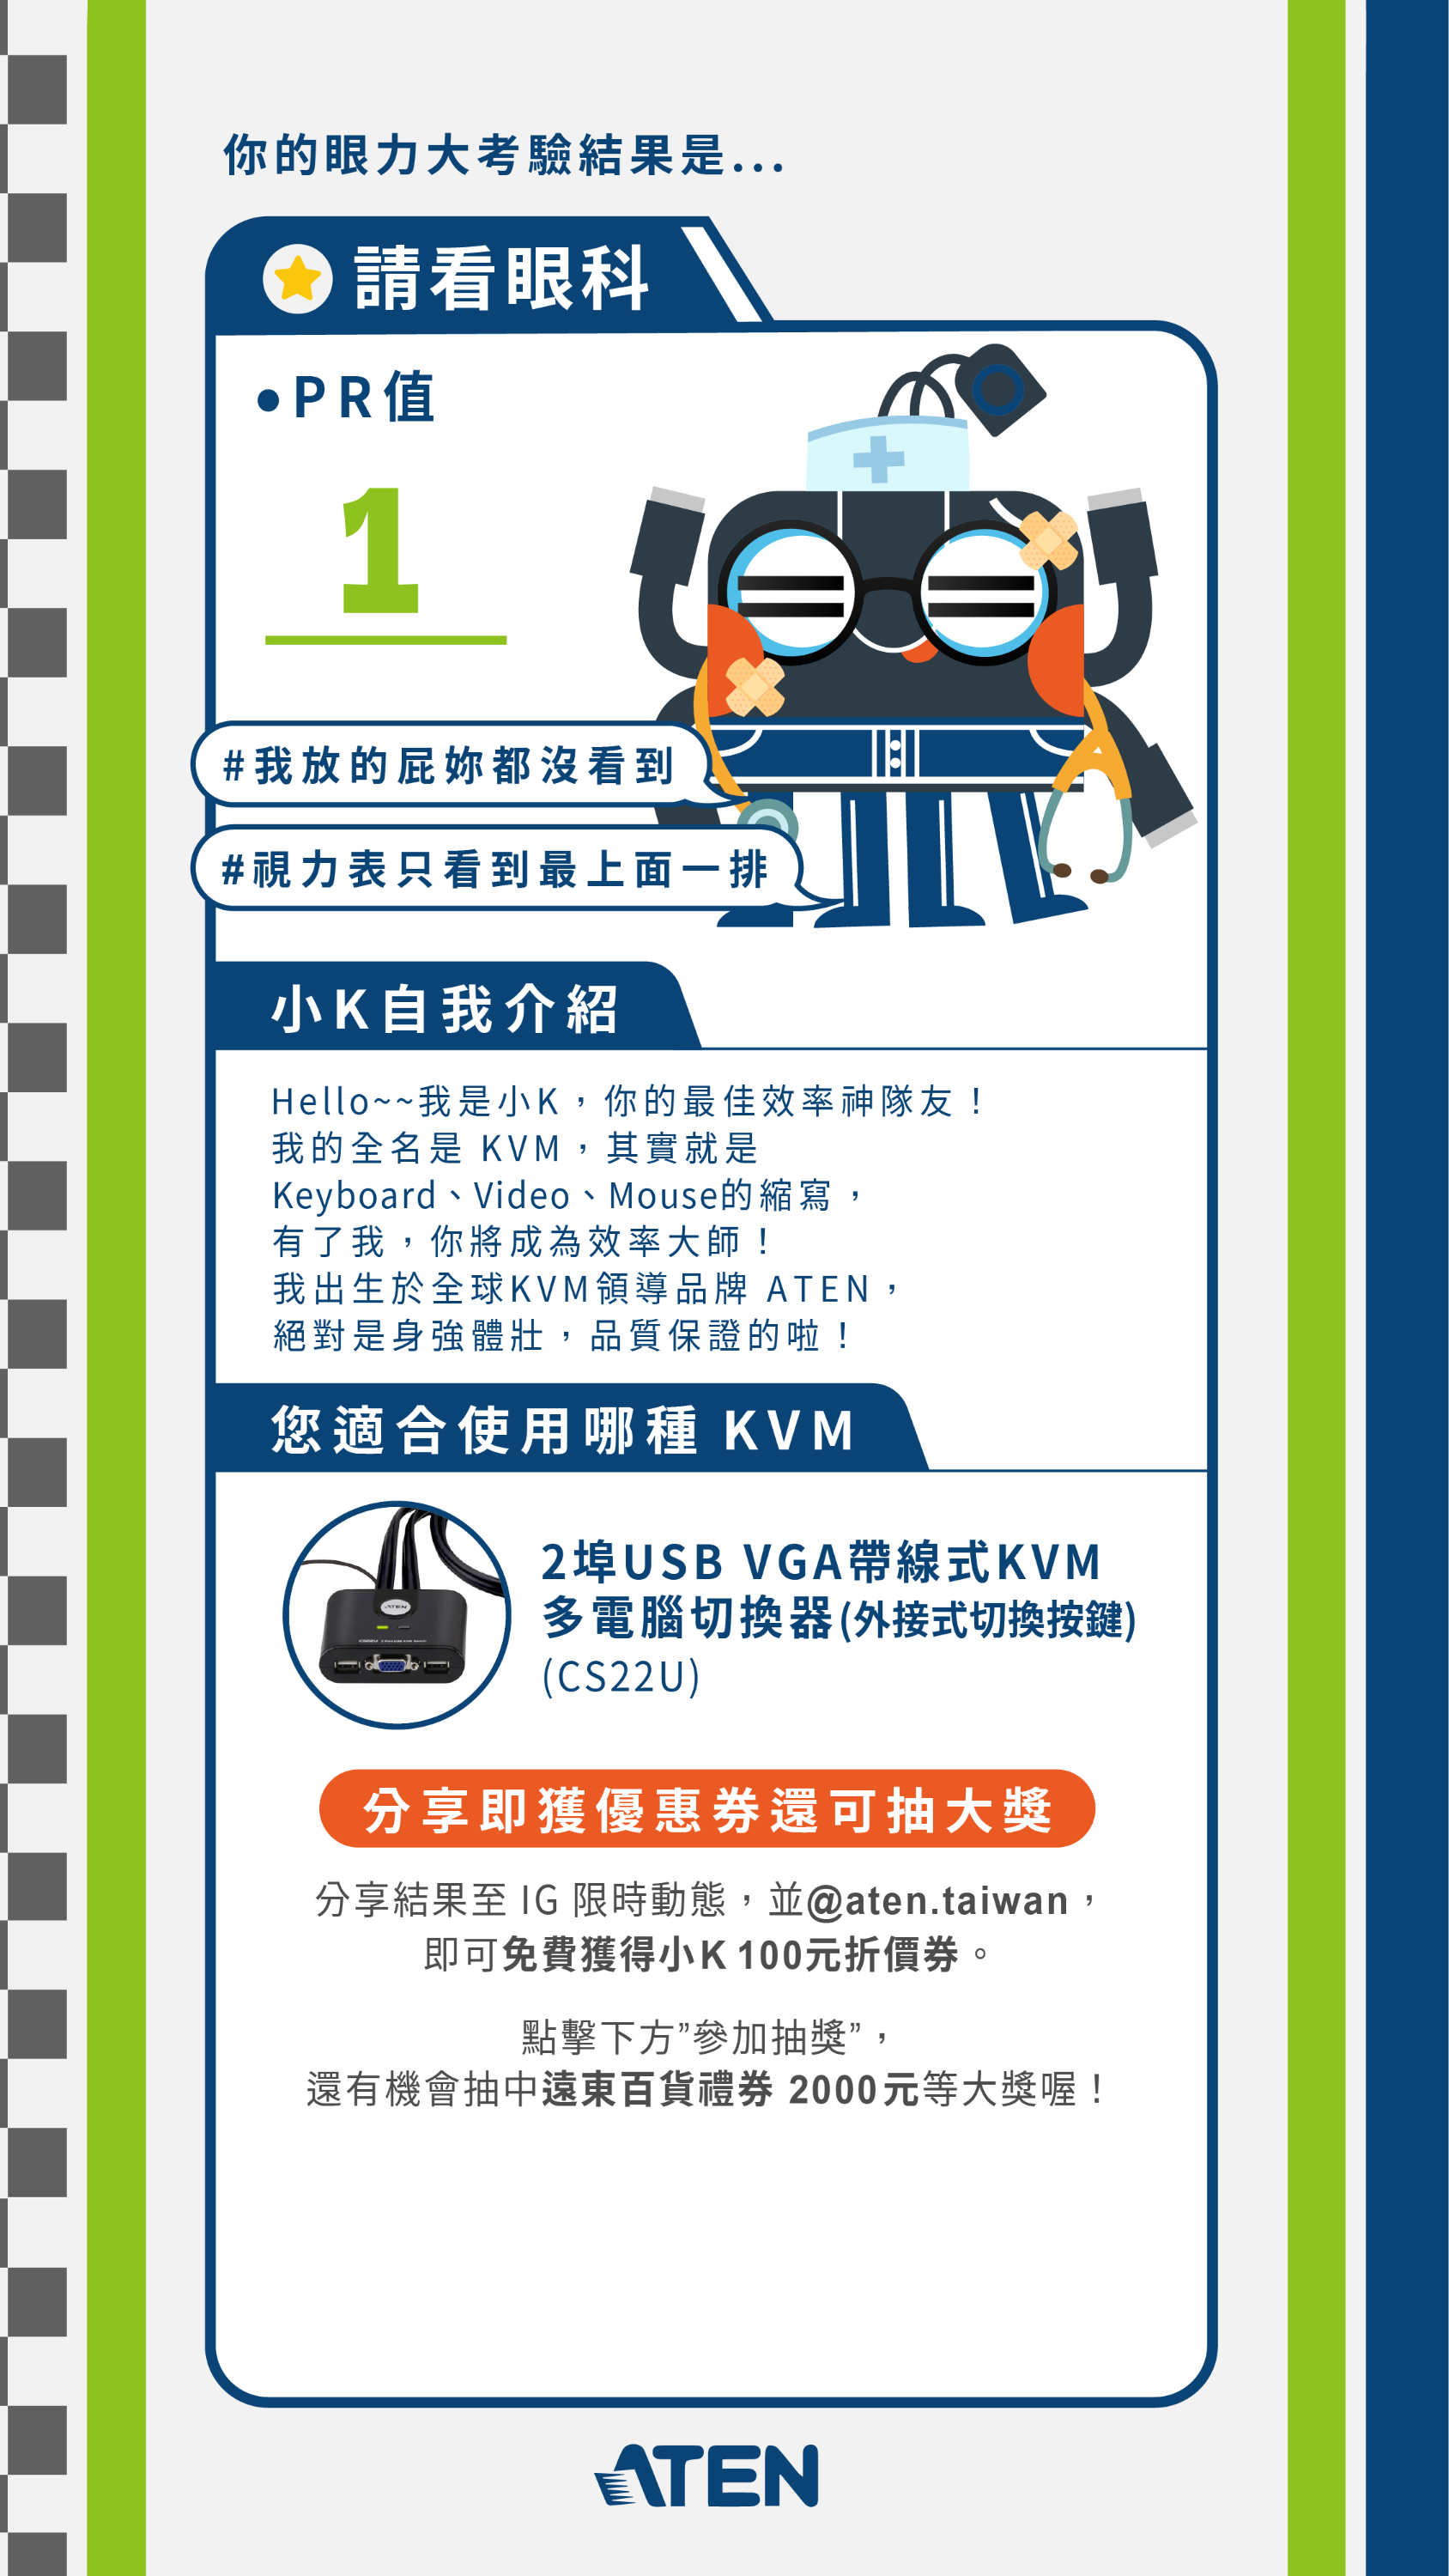 你的眼力大考驗結果是...
請看眼科
•PR值
1
#我放的屁妳都沒看到
#視力表只看到最上面一排
小K自我介紹
Hello~~我是小K，你的最佳效率神隊友！
我的全名是 KVM，其實就是
Keyboard、Video、Mouse的縮寫，
有了我，你將成為效率大師！
我出生於全球KVM領導品牌 ATEN，
絕對是身強體壯，品質保證的啦！
您適合使用哪種 KVM
ATEN
2埠USB VGA帶線式KVM
多電腦切換器(外接式切換按鍵)
(CS22U)
分享即獲優惠券還可抽大獎
分享結果至 IG 限時動態，並@aten.taiwan，
即可免費獲得小K 100元折價券。
點擊下方”參加抽獎”，
還有機會抽中遠東百貨禮券 2000元等大獎喔！
ATEN